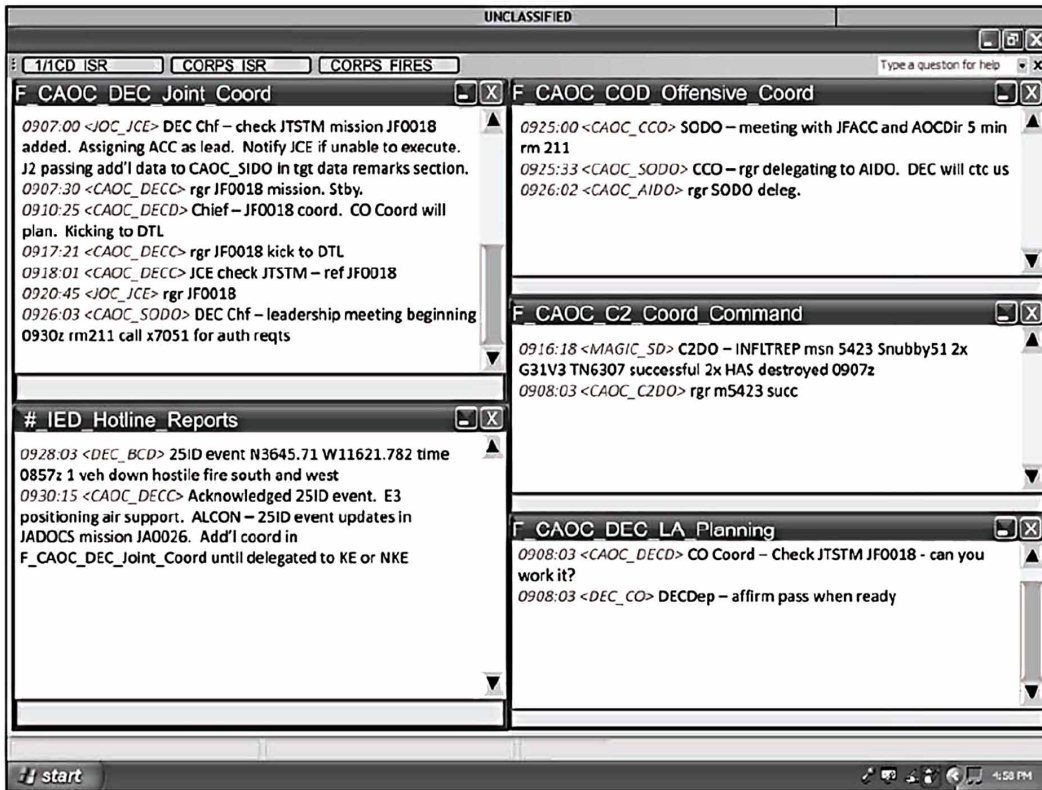 UNCLASSIFIED
1/1CD ISR
CORPS ISR
CORPS FIRES
Type a question for help
F_CAOC_DEC_Joint_Coord
0907:00 <JOC_JCE> DEC Chf – check JTSTM mission JF0018
added. Assigning ACC as lead. Notify JCE if unable to execute.
J2 passing add'l data to CAOC_SIDO in tgt data remarks section.
0907:30 <CAOC_DECC> rgr JF0018 mission. Stby.
0910:25 <CAOC_DECD> Chief – JF0018 coord. CO Coord will
plan. Kicking to DTL
0917:21 <CAOC_DECC> rgr JF0018 kick to DTL
0918:01 <CAOC_DECC> JCE check JTSTM – ref JF0018
0920:45 <JOC_JCE> rgr JF0018
0926:03 <CAOC_SODO> DEC Chf – leadership meeting beginning
0930z rm211 call x7051 for auth reqts
#_IED_Hotline_Reports
0928:03 <DEC_BCD> 25ID event N3645.71 W11621.782 time
0857z 1 veh down hostile fire south and west
0930:15 <CAOC_DECC> Acknowledged 25ID event. E3
positioning air support. ALCON – 25ID event updates in
JADOCS mission JA0026. Add'l coord in
F_CAOC_DEC_Joint_Coord until delegated to KE or NKE
F_CAOC_COD_Offensive_Coord
0925:00 <CAOC_CCO> SODO – meeting with JFACC and AOCDir 5 min
rm 211
0925:33 <CAOC_SODO> CCO – rgr delegating to AIDO. DEC will ctc us
0926:02 <CAOC_AIDO> rgr SODO deleg.
F_CAOC_C2_Coord_Command
0916:18 <MAGIC_SD> C2DO – INFLTREP msn 5423 Snubby51 2x
G31V3 TN6307 successful 2x HAS destroyed 0907z
0908:03 <CAOC_C2DO> rgr m5423 succ
F_CAOC_DEC_LA_Planning
0908:03 <CAOC_DECD> CO Coord – Check JTSTM JF0018 - can you
work it?
0908:03 <DEC_CO> DECDep – affirm pass when ready
start
4:58 PM